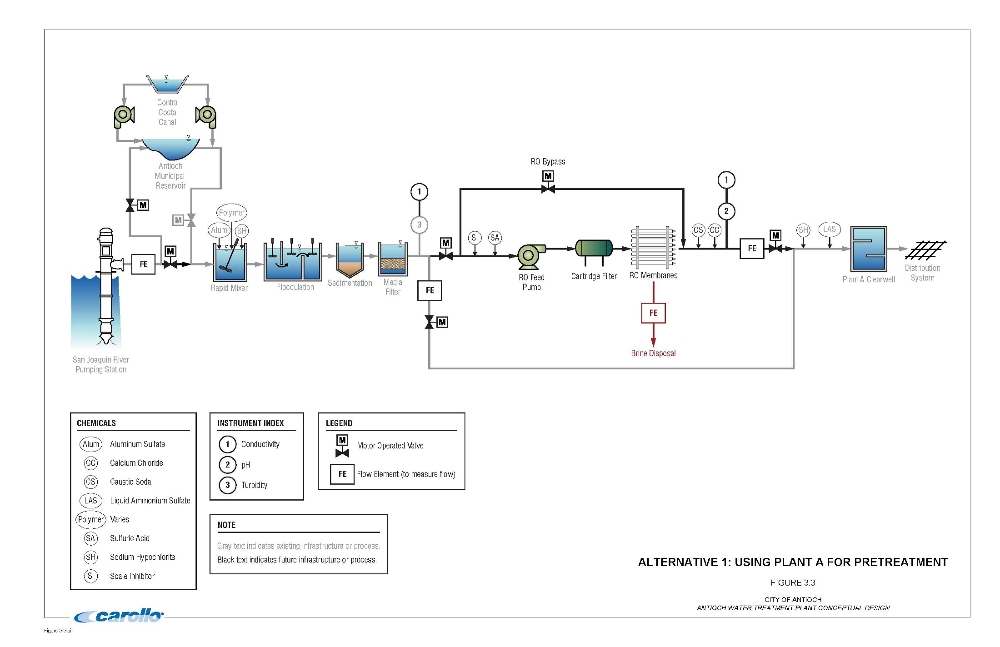 Contra
Costa
Canal
Antioch
Municipal
Reservoir
M
M
San Joaquin River
Pumping Station
FE
M
Polymer
Alum
SH
Rapid Mixer
Flocculation
Sedimentation
Media
Filter
1
3
M
FE
M
RO Bypass
M
SI
SA
RO Feed
Pump
Cartridge Filter
RO Membranes
FE
Brine Disposal
CS
CC
1
2
FE
M
SH
LAS
Plant A Clearwell
Distribution
System
CHEMICALS
Alum Aluminum Sulfate
CC Calcium Chloride
CS Caustic Soda
LAS Liquid Ammonium Sulfate
Polymer Varies
SA Sulfuric Acid
SH Sodium Hypochlorite
SI Scale Inhibitor
INSTRUMENT INDEX
1 Conductivity
2 pH
3 Turbidity
LEGEND
M Motor Operated Valve
FE Flow Element (to measure flow)
NOTE
Gray text indicates existing infrastructure or process.
Black text indicates future infrastructure or process.
ALTERNATIVE 1: USING PLANT A FOR PRETREATMENT
FIGURE 3.3
CITY OF ANTIOCH
ANTIOCH WATER TREATMENT PLANT CONCEPTUAL DESIGN
carollo
Figure 3-3.ai